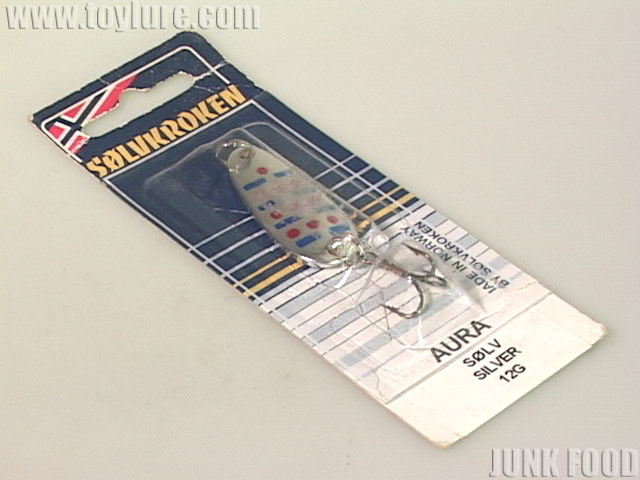 www.toylure.com
SØLVKROKEN
MADE IN NORWAY
BY SØLVKROKEN
AURA
SØLV
SILVER
12G
JUNK FOOD